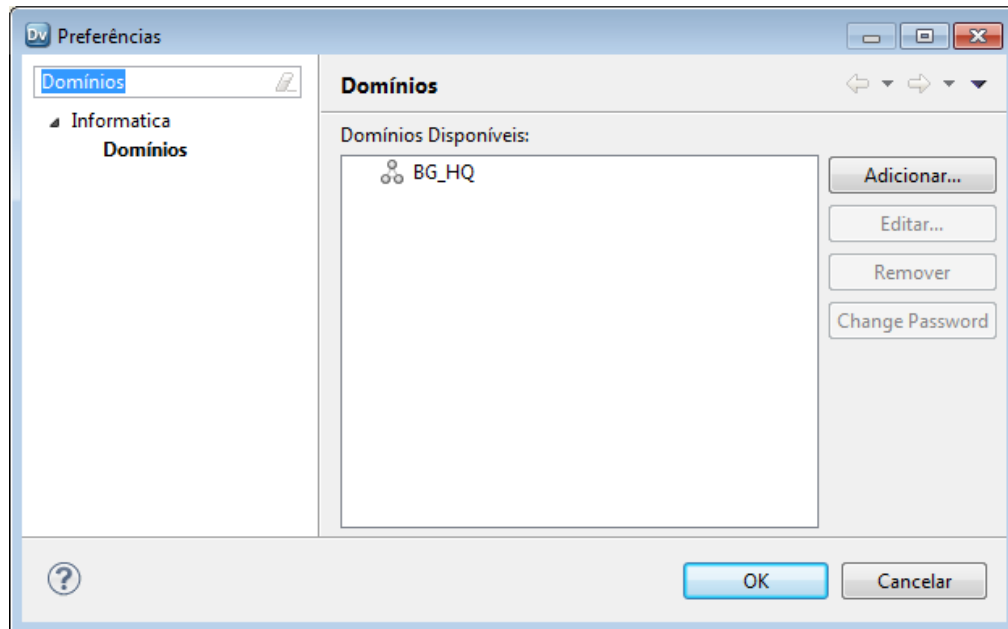 Dv Preferências
Domínios
Informatica
Domínios
Domínios
Domínios Disponíveis:
BG_HQ
Adicionar...
Editar...
Remover
Change Password
?
OK
Cancelar